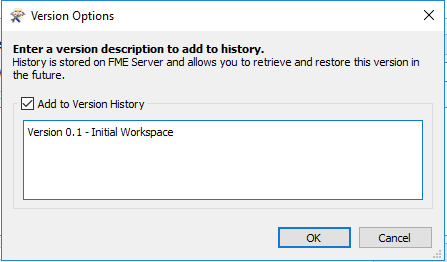 Version Options
Enter a version description to add to history.
History is stored on FME Server and allows you to retrieve and restore this version in
the future.
Add to Version History
Version 0.1 - Initial Workspace
OK
Cancel